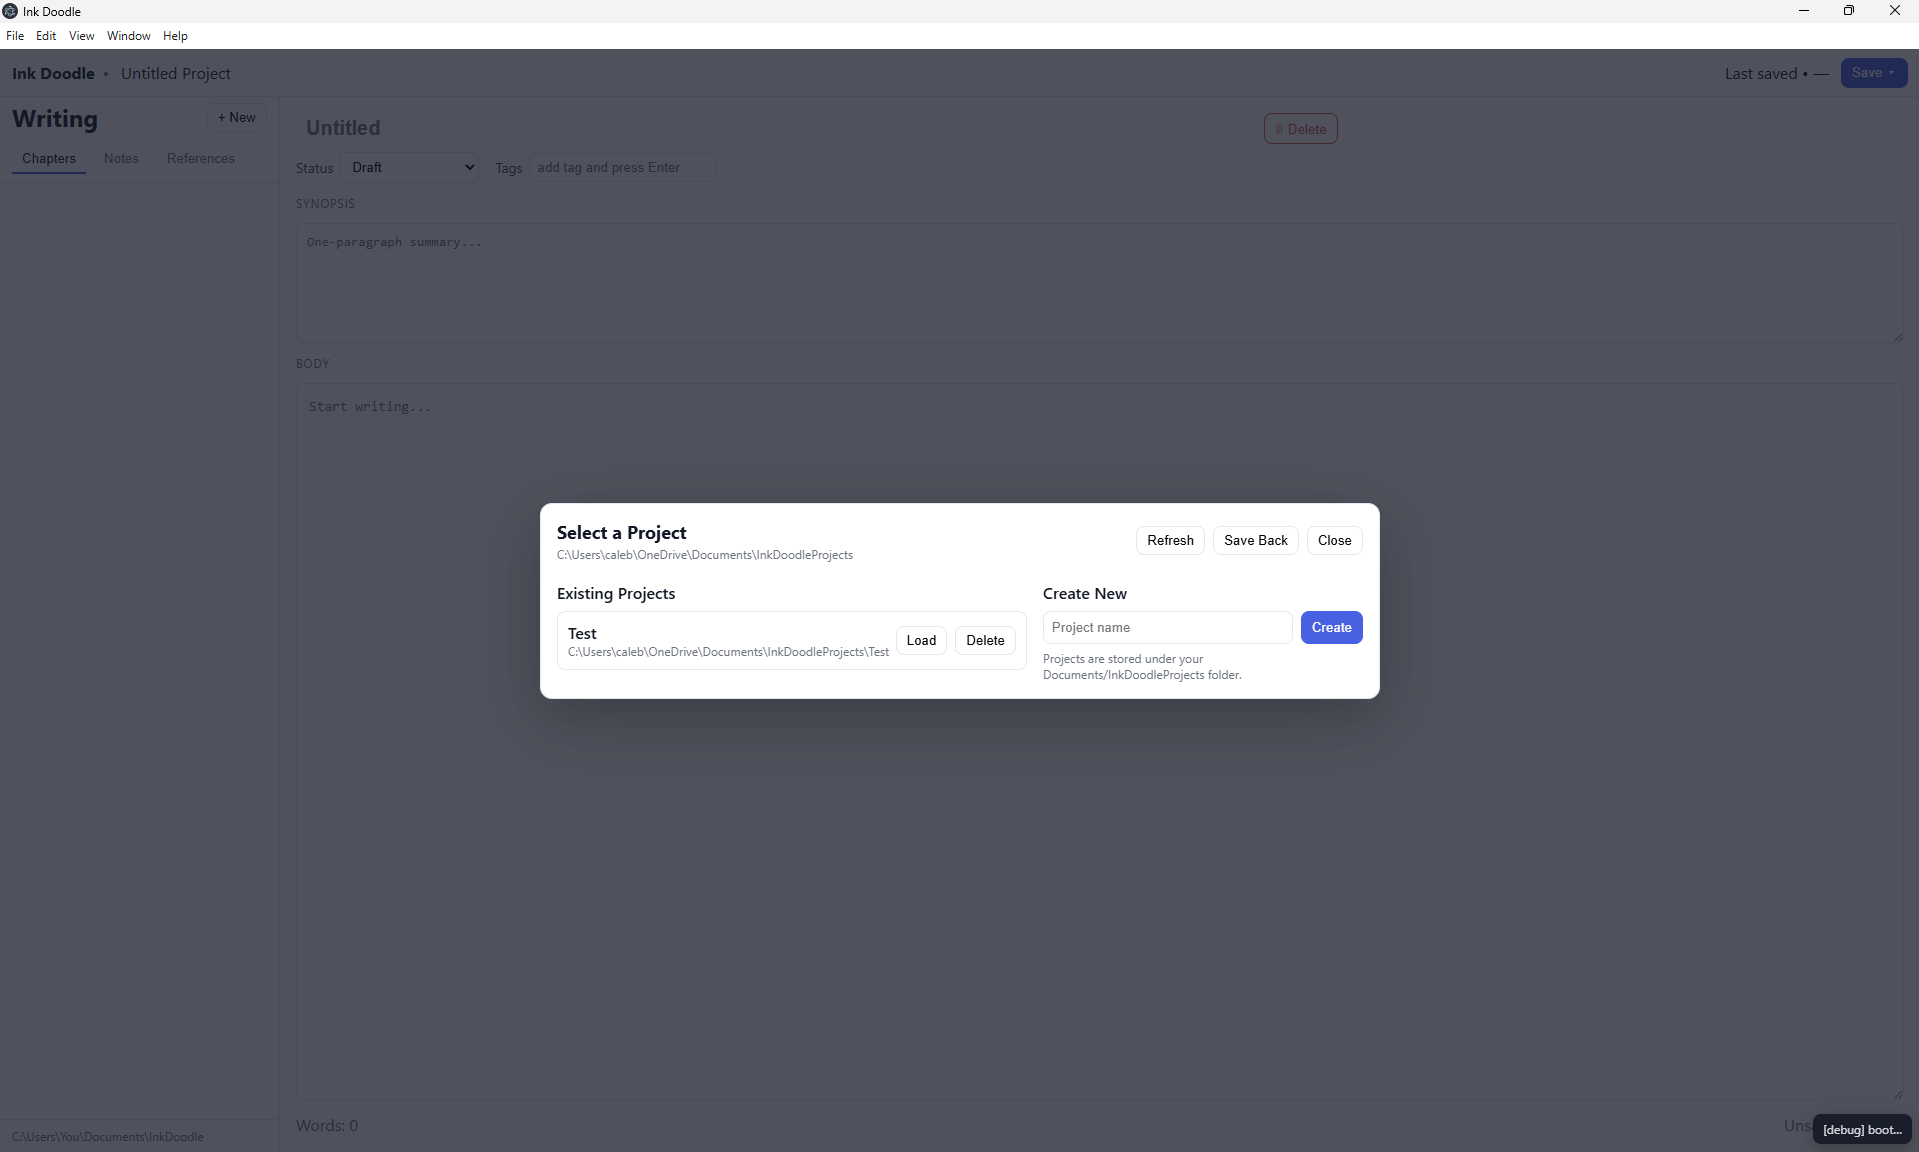 Ink Doodle
File Edit View Window Help
Ink Doodle • Untitled Project
Last saved • — Save
Writing
+ New
Chapters Notes References
Untitled
Delete
Status Draft Tags add tag and press Enter
SYNOPSIS
One-paragraph summary...
BODY
Start writing...
Select a Project
C:\Users\caleb\OneDrive\Documents\InkDoodleProjects
Refresh Save Back Close
Existing Projects
Test
C:\Users\caleb\OneDrive\Documents\InkDoodleProjects\Test
Load Delete
Create New
Project name Create
Projects are stored under your
Documents/InkDoodleProjects folder.
C:\Users\You\Documents\InkDoodle
Words: 0
[debug] boot...